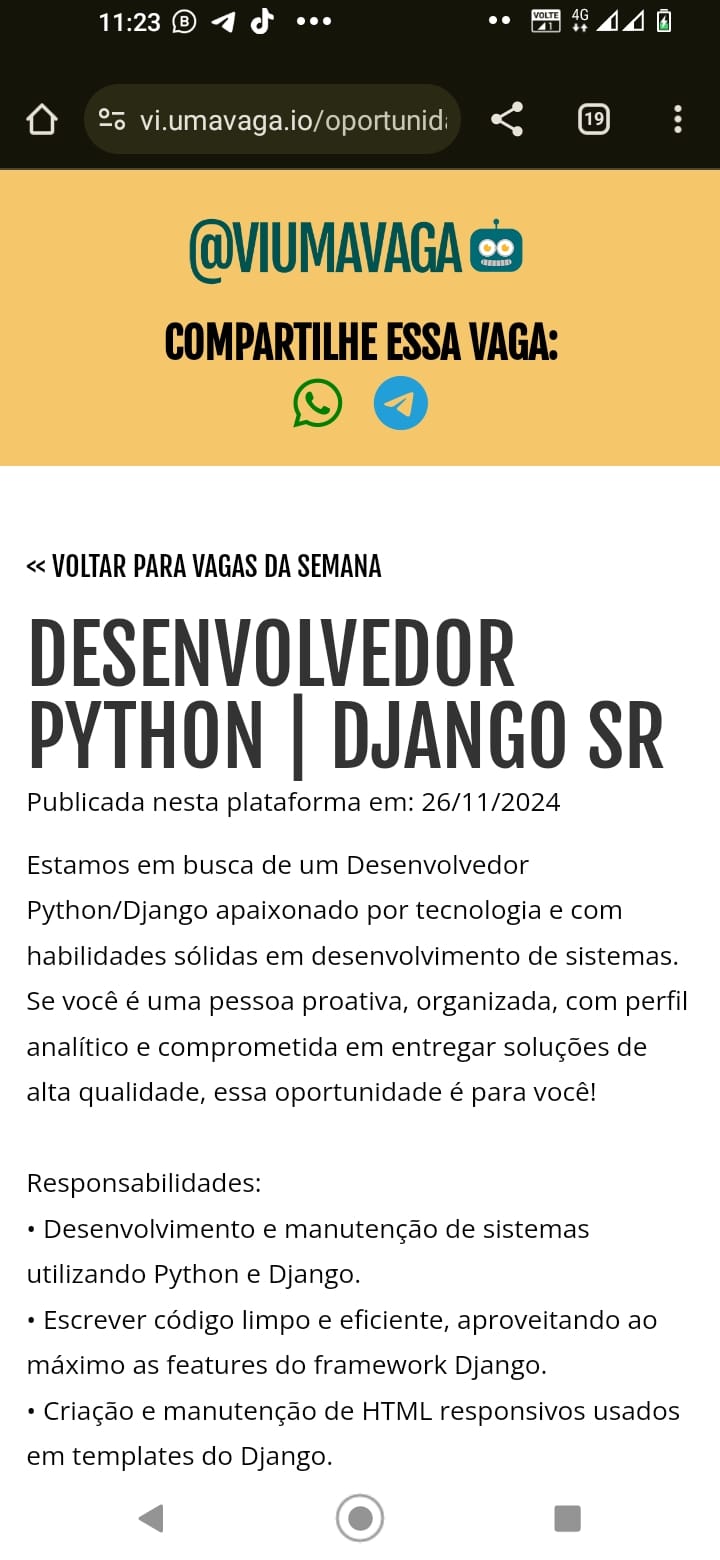 11:23
VOLTE
1
4G
vi.umavaga.io/oportunid
19
@VIUMAVAGA
COMPARTILHE ESSA VAGA:
<< VOLTAR PARA VAGAS DA SEMANA
DESENVOLVEDOR
PYTHON | DJANGO SR
Publicada nesta plataforma em: 26/11/2024
Estamos em busca de um Desenvolvedor
Python/Django apaixonado por tecnologia e com
habilidades sólidas em desenvolvimento de sistemas.
Se você é uma pessoa proativa, organizada, com perfil
analítico e comprometida em entregar soluções de
alta qualidade, essa oportunidade é para você!
Responsabilidades:
• Desenvolvimento e manutenção de sistemas
utilizando Python e Django.
• Escrever código limpo e eficiente, aproveitando ao
máximo as features do framework Django.
• Criação e manutenção de HTML responsivos usados
em templates do Django.